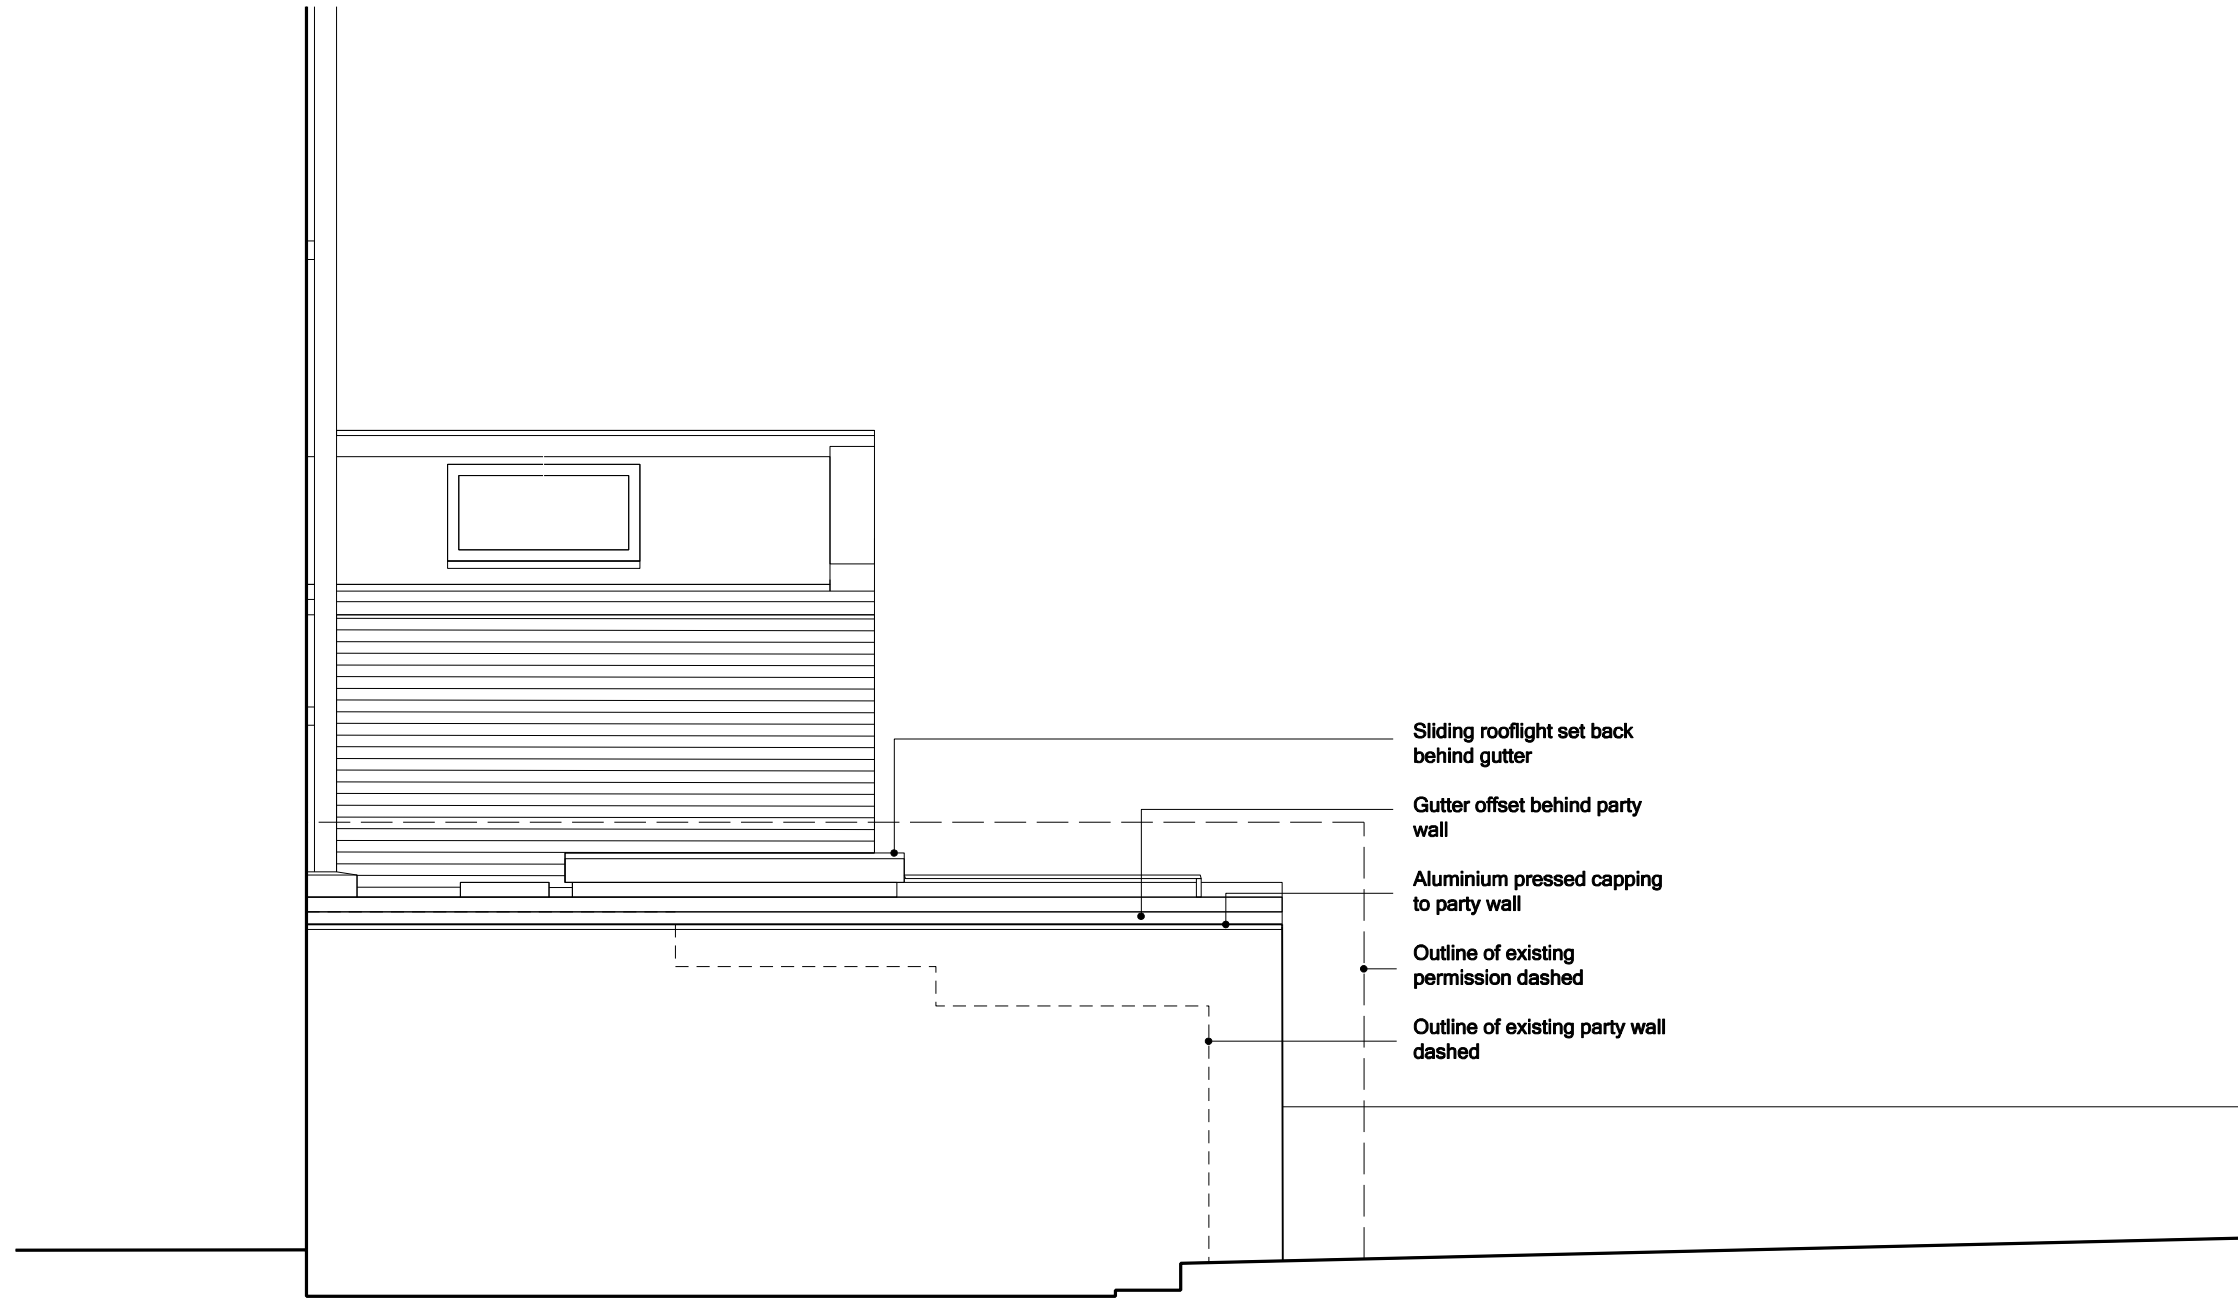 Sliding rooflight set back
behind gutter
Gutter offset behind party
wall
Aluminium pressed capping
to party wall
Outline of existing
permission dashed
Outline of existing party wall
dashed